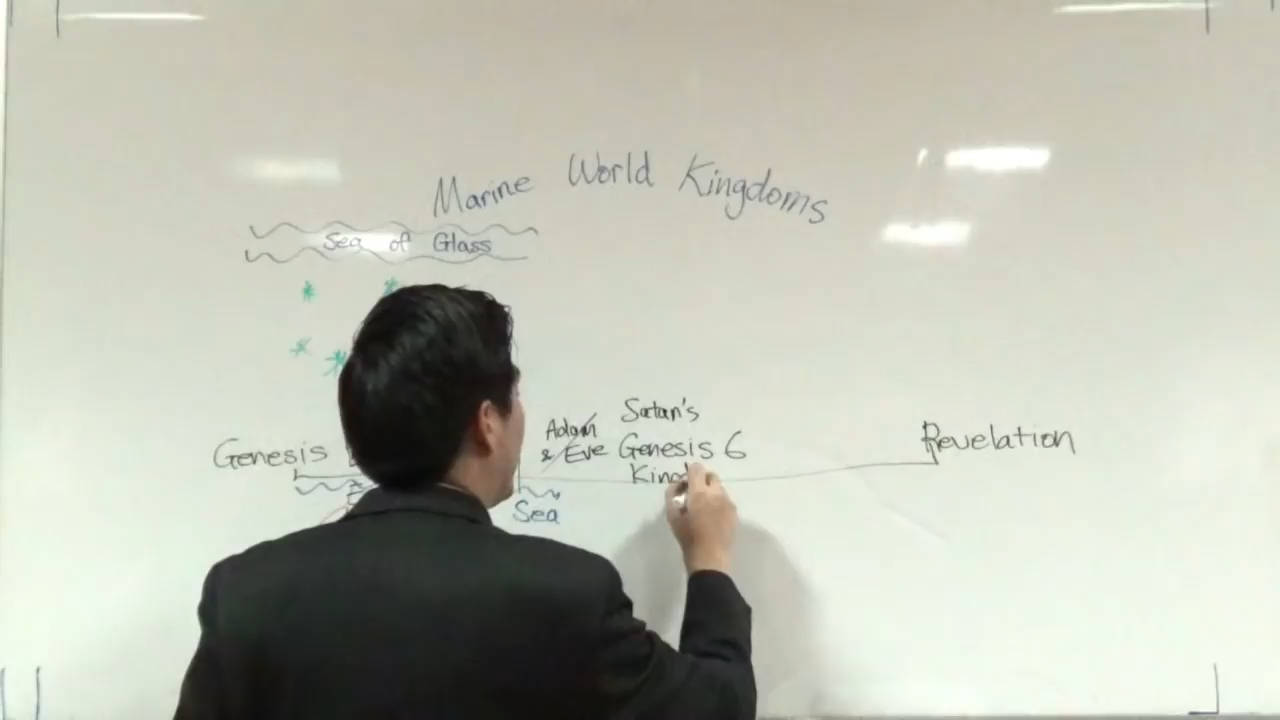 Marine World Kingdoms
Sea of Glass
Adam
& Eve
Satan's
Genesis 6
Genesis
Revelation
Sea